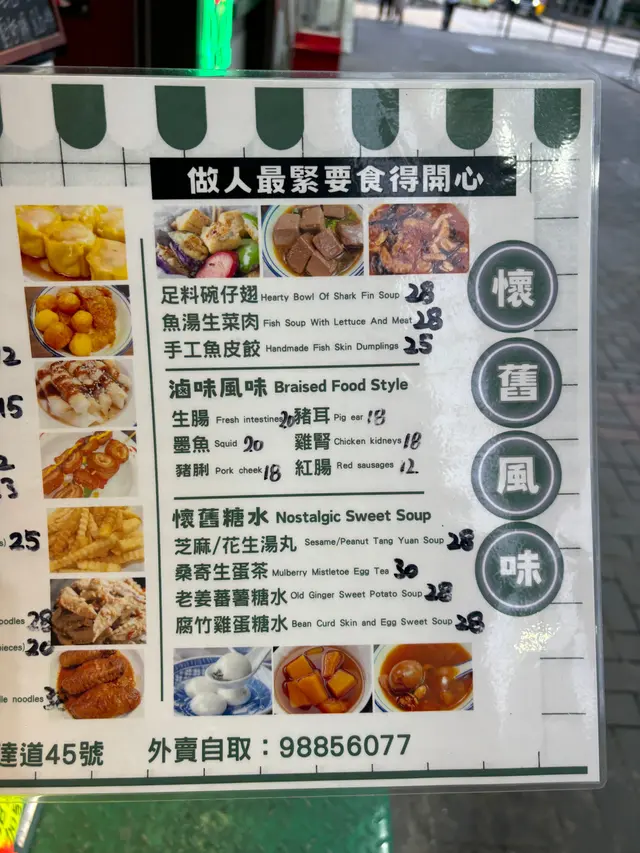 做人最緊要食得開心
足料碗仔翅 Hearty Bowl Of Shark Fin Soup 28
魚湯生菜肉 Fish Soup With Lettuce And Meat 28
手工魚皮餃 Handmade Fish Skin Dumplings 25
滷味風味 Braised Food Style
生腸 Fresh intestines 20 豬耳 Pig ear 18
墨魚 Squid 20 雞腎 Chicken kidneys 18
豬脷 Pork cheek 18 紅腸 Red sausages 12
懷舊糖水 Nostalgic Sweet Soup
芝麻/花生湯丸 Sesame/Peanut Tang Yuan Soup 28
桑寄生蛋茶 Mulberry Mistletoe Egg Tea 30
老姜蕃薯糖水 Old Ginger Sweet Potato Soup 28
腐竹雞蛋糖水 Bean Curd Skin and Egg Sweet Soup 28
懷
舊
風
味
15
25
28
達道45號 外賣自取：98856077